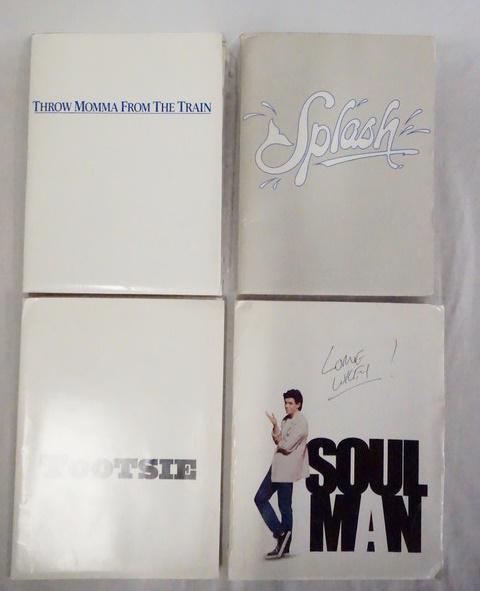 THROW MOMMA FROM THE TRAIN
Splash
TOOTSIE
SOUL
MAN